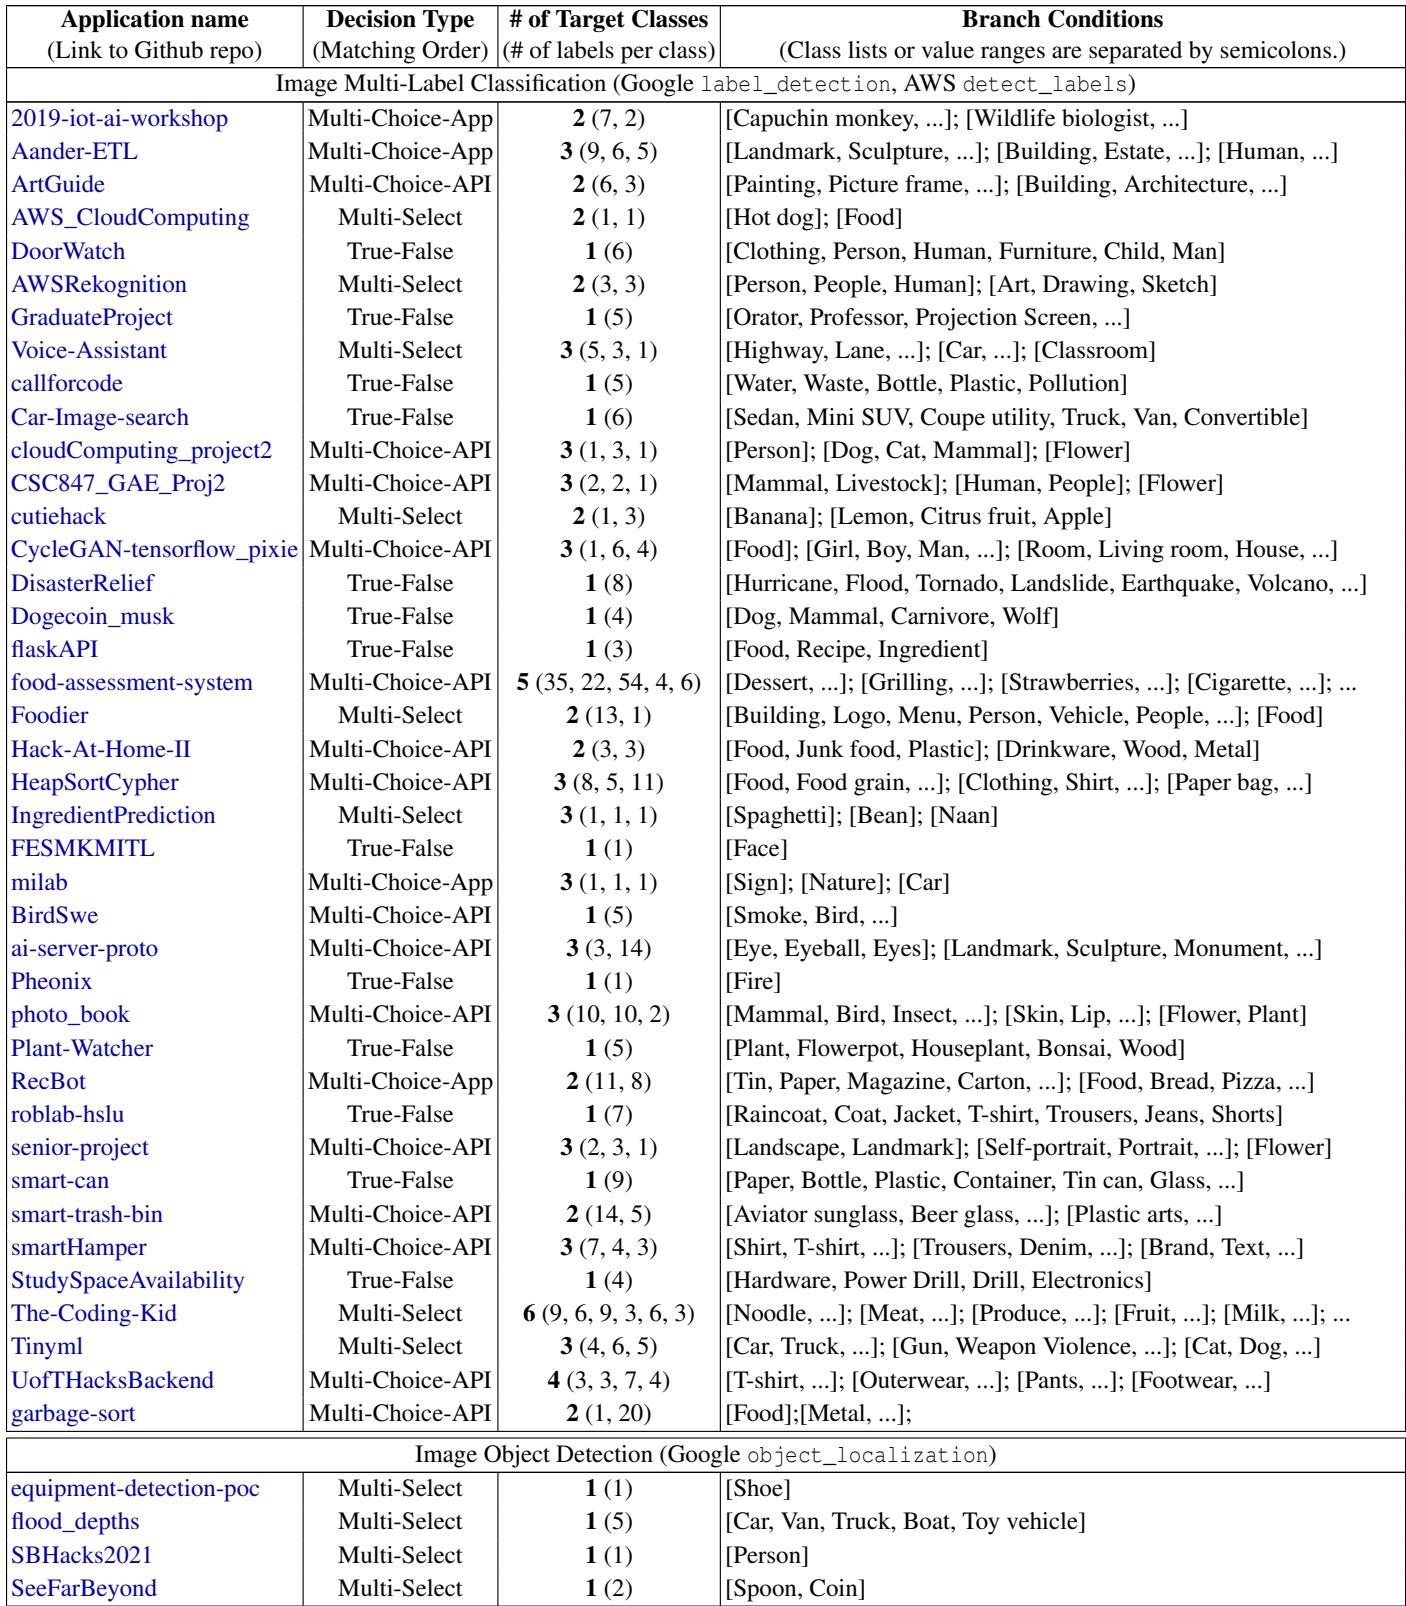 Application name Decision Type # of Target Classes Branch Conditions
(Link to Github repo) (Matching Order) (# of labels per class) (Class lists or value ranges are separated by semicolons.)
Image Multi-Label Classification (Google label_detection, AWS detect_labels)
2019-iot-ai-workshop Multi-Choice-App 2 (7, 2) [Capuchin monkey, ...]; [Wildlife biologist, ...]
Aander-ETL Multi-Choice-App 3 (9, 6, 5) [Landmark, Sculpture, ...]; [Building, Estate, ...]; [Human, ...]
ArtGuide Multi-Choice-API 2 (6, 3) [Painting, Picture frame, ...]; [Building, Architecture, ...]
AWS_CloudComputing Multi-Select 2 (1, 1) [Hot dog]; [Food]
DoorWatch True-False 1 (6) [Clothing, Person, Human, Furniture, Child, Man]
AWSRekognition Multi-Select 2 (3, 3) [Person, People, Human]; [Art, Drawing, Sketch]
GraduateProject True-False 1 (5) [Orator, Professor, Projection Screen, ...]
Voice-Assistant Multi-Select 3 (5, 3, 1) [Highway, Lane, ...]; [Car, ...]; [Classroom]
callforcode True-False 1 (5) [Water, Waste, Bottle, Plastic, Pollution]
Car-Image-search True-False 1 (6) [Sedan, Mini SUV, Coupe utility, Truck, Van, Convertible]
cloudComputing_project2 Multi-Choice-API 3 (1, 3, 1) [Person]; [Dog, Cat, Mammal]; [Flower]
CSC847_GAE_Proj2 Multi-Choice-API 3 (2, 2, 1) [Mammal, Livestock]; [Human, People]; [Flower]
cutiehack Multi-Select 2 (1, 3) [Banana]; [Lemon, Citrus fruit, Apple]
CycleGAN-tensorflow_pixie Multi-Choice-API 3 (1, 6, 4) [Food]; [Girl, Boy, Man, ...]; [Room, Living room, House, ...]
DisasterRelief True-False 1 (8) [Hurricane, Flood, Tornado, Landslide, Earthquake, Volcano, ...]
Dogecoin_musk True-False 1 (4) [Dog, Mammal, Carnivore, Wolf]
flaskAPI True-False 1 (3) [Food, Recipe, Ingredient]
food-assessment-system Multi-Choice-API 5 (35, 22, 54, 4, 6) [Dessert, ...]; [Grilling, ...]; [Strawberries, ...]; [Cigarette, ...]; ...
Foodier Multi-Select 2 (13, 1) [Building, Logo, Menu, Person, Vehicle, People, ...]; [Food]
Hack-At-Home-II Multi-Choice-API 2 (3, 3) [Food, Junk food, Plastic]; [Drinkware, Wood, Metal]
HeapSortCypher Multi-Choice-API 3 (8, 5, 11) [Food, Food grain, ...]; [Clothing, Shirt, ...]; [Paper bag, ...]
IngredientPrediction Multi-Select 3 (1, 1, 1) [Spaghetti]; [Bean]; [Naan]
FESMKMITL True-False 1 (1) [Face]
milab Multi-Choice-App 3 (1, 1, 1) [Sign]; [Nature]; [Car]
BirdSwe Multi-Choice-API 1 (5) [Smoke, Bird, ...]
ai-server-proto Multi-Choice-API 3 (3, 14) [Eye, Eyeball, Eyes]; [Landmark, Sculpture, Monument, ...]
Pheonix True-False 1 (1) [Fire]
photo_book Multi-Choice-API 3 (10, 10, 2) [Mammal, Bird, Insect, ...]; [Skin, Lip, ...]; [Flower, Plant]
Plant-Watcher True-False 1 (5) [Plant, Flowerpot, Houseplant, Bonsai, Wood]
RecBot Multi-Choice-App 2 (11, 8) [Tin, Paper, Magazine, Carton, ...]; [Food, Bread, Pizza, ...]
roblab-hslu True-False 1 (7) [Raincoat, Coat, Jacket, T-shirt, Trousers, Jeans, Shorts]
senior-project Multi-Choice-API 3 (2, 3, 1) [Landscape, Landmark]; [Self-portrait, Portrait, ...]; [Flower]
smart-can True-False 1 (9) [Paper, Bottle, Plastic, Container, Tin can, Glass, ...]
smart-trash-bin Multi-Choice-API 2 (14, 5) [Aviator sunglass, Beer glass, ...]; [Plastic arts, ...]
smartHamper Multi-Choice-API 3 (7, 4, 3) [Shirt, T-shirt, ...]; [Trousers, Denim, ...]; [Brand, Text, ...]
StudySpaceAvailability True-False 1 (4) [Hardware, Power Drill, Drill, Electronics]
The-Coding-Kid Multi-Select 6 (9, 6, 9, 3, 6, 3) [Noodle, ...]; [Meat, ...]; [Produce, ...]; [Fruit, ...]; [Milk, ...]; ...
Tinyml Multi-Select 3 (4, 6, 5) [Car, Truck, ...]; [Gun, Weapon Violence, ...]; [Cat, Dog, ...]
UofTHacksBackend Multi-Choice-API 4 (3, 3, 7, 4) [T-shirt, ...]; [Outerwear, ...]; [Pants, ...]; [Footwear, ...]
garbage-sort Multi-Choice-API 2 (1, 20) [Food];[Metal, ...];
Image Object Detection (Google object_localization)
equipment-detection-poc Multi-Select 1 (1) [Shoe]
flood_depths Multi-Select 1 (5) [Car, Van, Truck, Boat, Toy vehicle]
SBHacks2021 Multi-Select 1 (1) [Person]
SeeFarBeyond Multi-Select 1 (2) [Spoon, Coin]